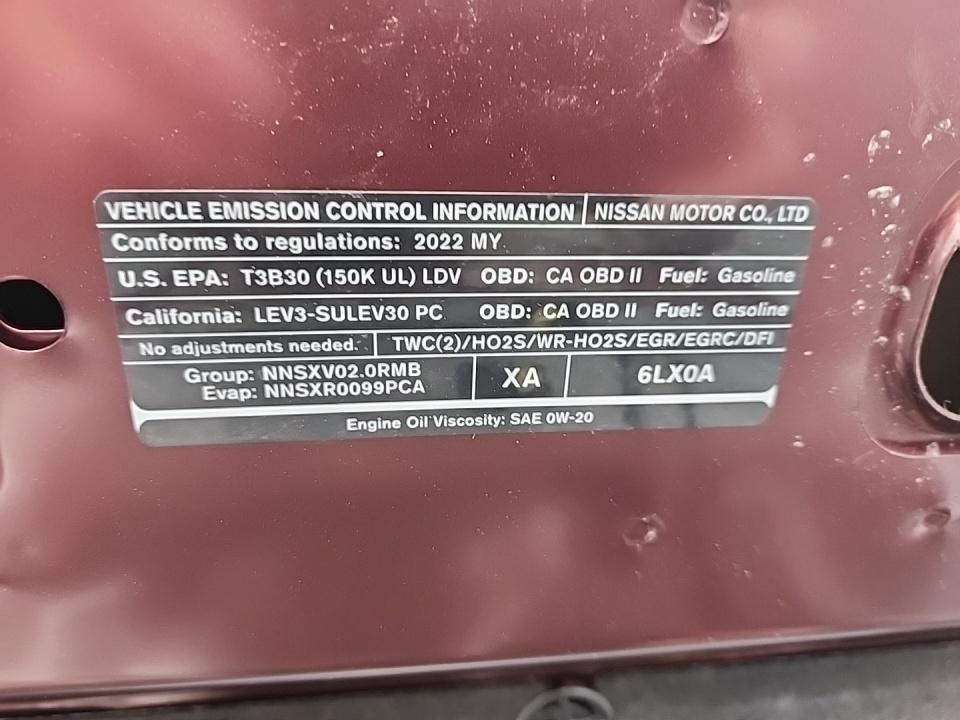 VEHICLE EMISSION CONTROL INFORMATION NISSAN MOTOR CO., LTD
Conforms to regulations: 2022 MY
U.S. EPA: T3B30 (150K UL) LDV OBD: CA OBD II Fuel: Gasoline
California: LEV3-SULEV30 PC OBD: CA OBD II Fuel: Gasoline
No adjustments needed. TWC(2)/HO2S/WR-HO2S/EGR/EGRC/DFI
Group: NNSXV02.0RMB
Evap: NNSXR0099PCA
XA
6LX0A
Engine Oil Viscosity: SAE 0W-20